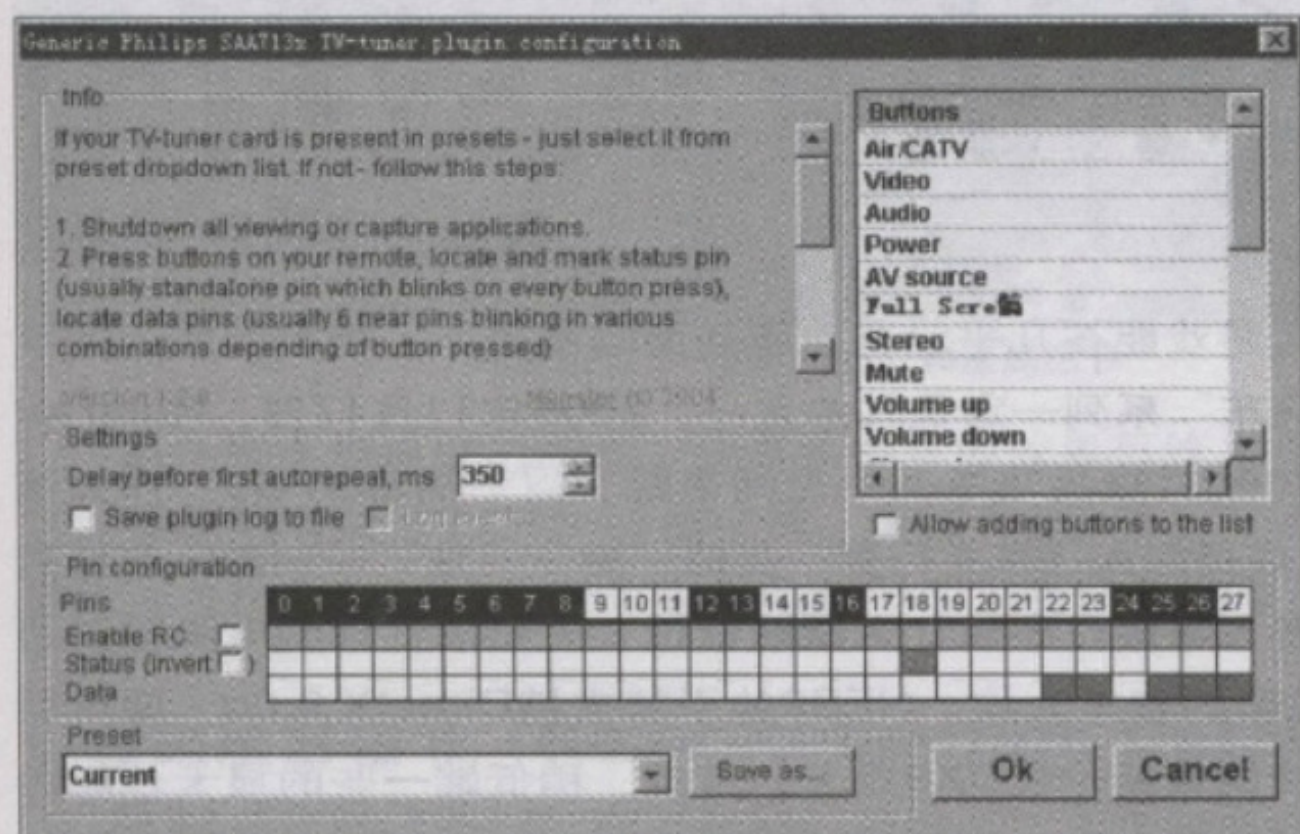 Generic Philips SAA713x TV-tuner plugin configuration
Info
If your TV-tuner card is present in presets - just select it from
preset dropdown list. If not - follow this steps:
1. Shutdown all viewing or capture applications.
2. Press buttons on your remote, locate and mark status pin
(usually standalone pin which blinks on every button press),
locate data pins (usually 6 near pins blinking in various
combinations depending of button pressed)
version
Buttons
Air/CATV
Video
Audio
Power
AV source
Full Scre
Stereo
Mute
Volume up
Volume down
Settings
Delay before first autorepeat, ms 350
Save plugin log to file
Allow adding buttons to the list
Pin configuration
Pins 0 1 2 3 4 5 6 7 8 9 10 11 12 13 14 15 16 17 18 19 20 21 22 23 24 25 26 27
Enable RC
Status (invert )
Data
Preset
Current Save as... Ok Cancel